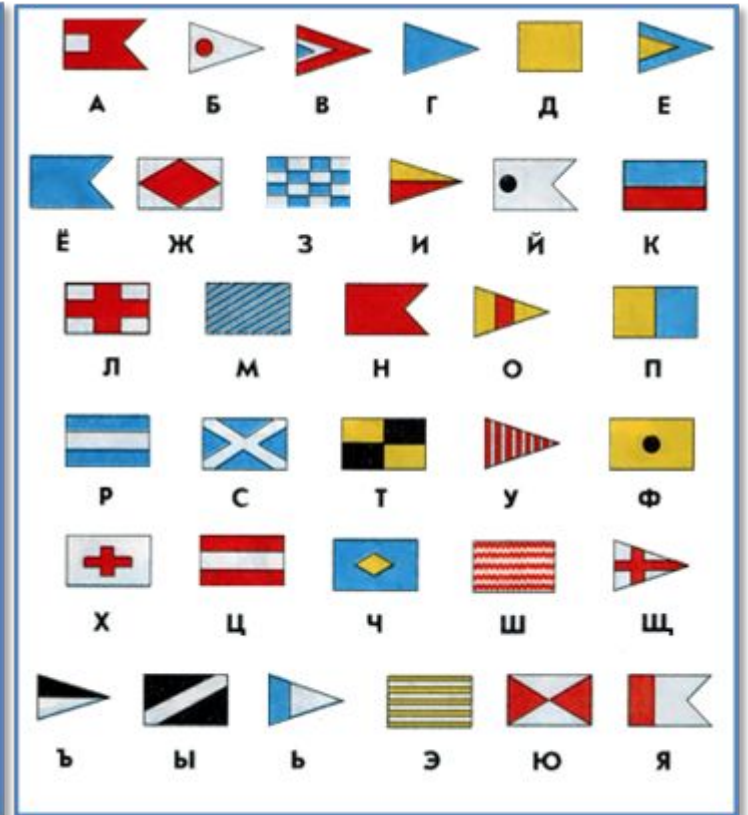 А Б В Г Д Е
Ё Ж З И Й К
Л М Н О П
Р С Т У Ф
Х Ц Ч Ш Щ
Ъ Ы Ь Э Ю Я